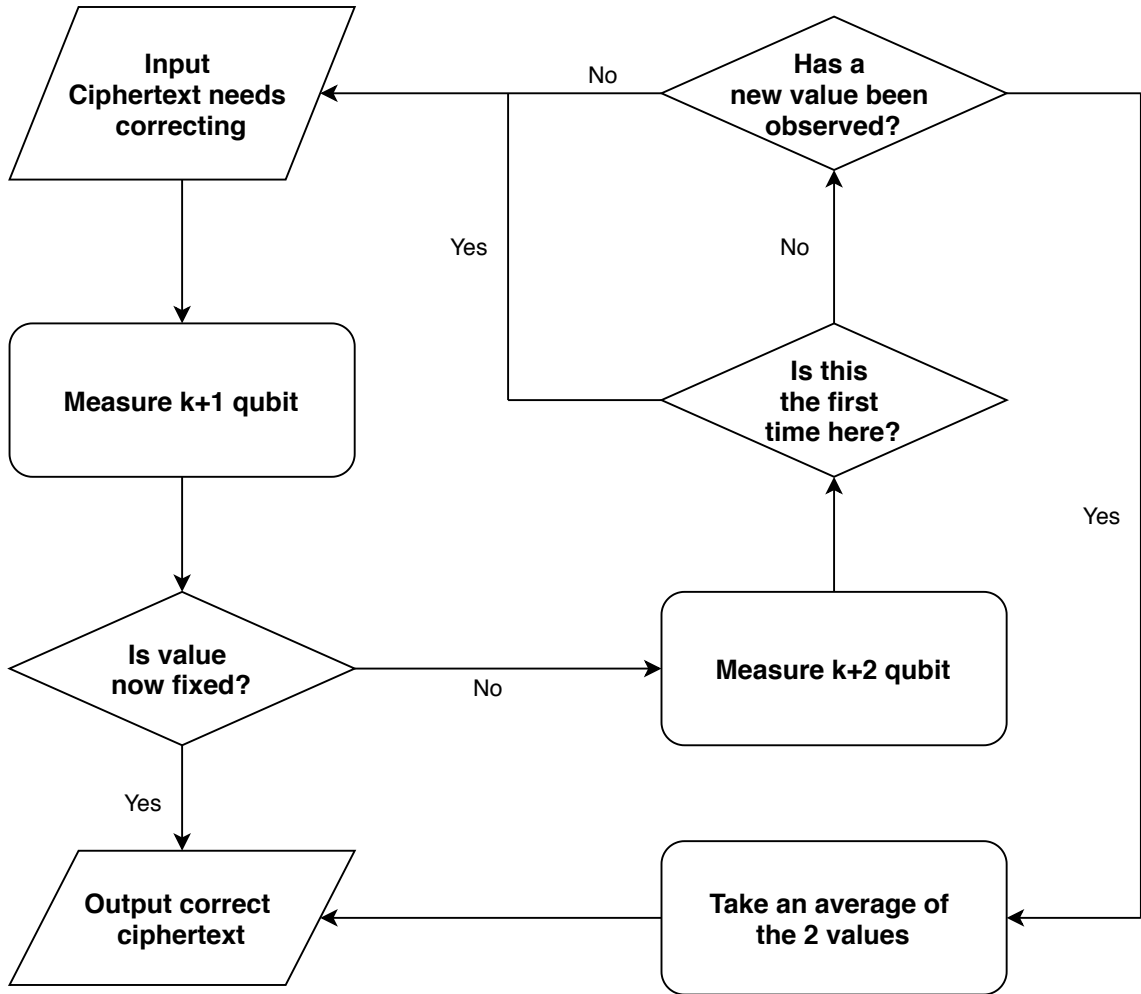 Input
Ciphertext needs
correcting
No
Has a
new value been
observed?
Yes
No
Measure k+1 qubit
Is this
the first
time here?
Yes
Is value
now fixed?
No
Measure k+2 qubit
Yes
Output correct
ciphertext
Take an average of
the 2 values